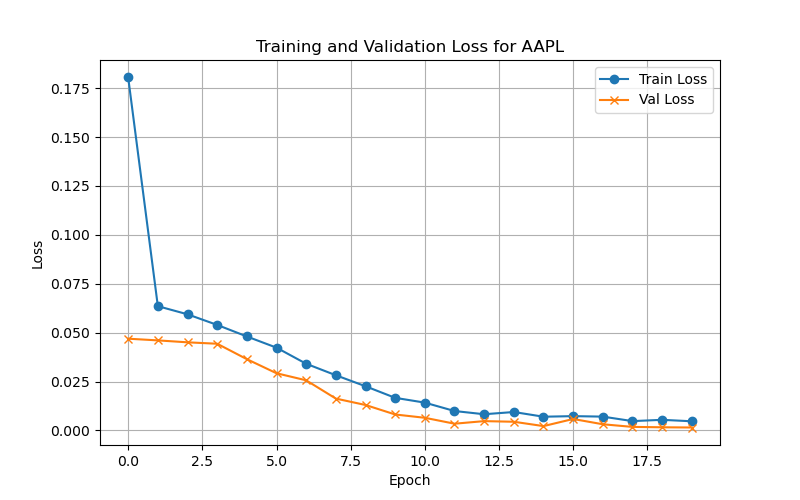 Training and Validation Loss for AAPL
Train Loss
Val Loss
0.175
0.150
0.125
0.100
0.075
0.050
0.025
0.000
Loss
0.0 2.5 5.0 7.5 10.0 12.5 15.0 17.5
Epoch